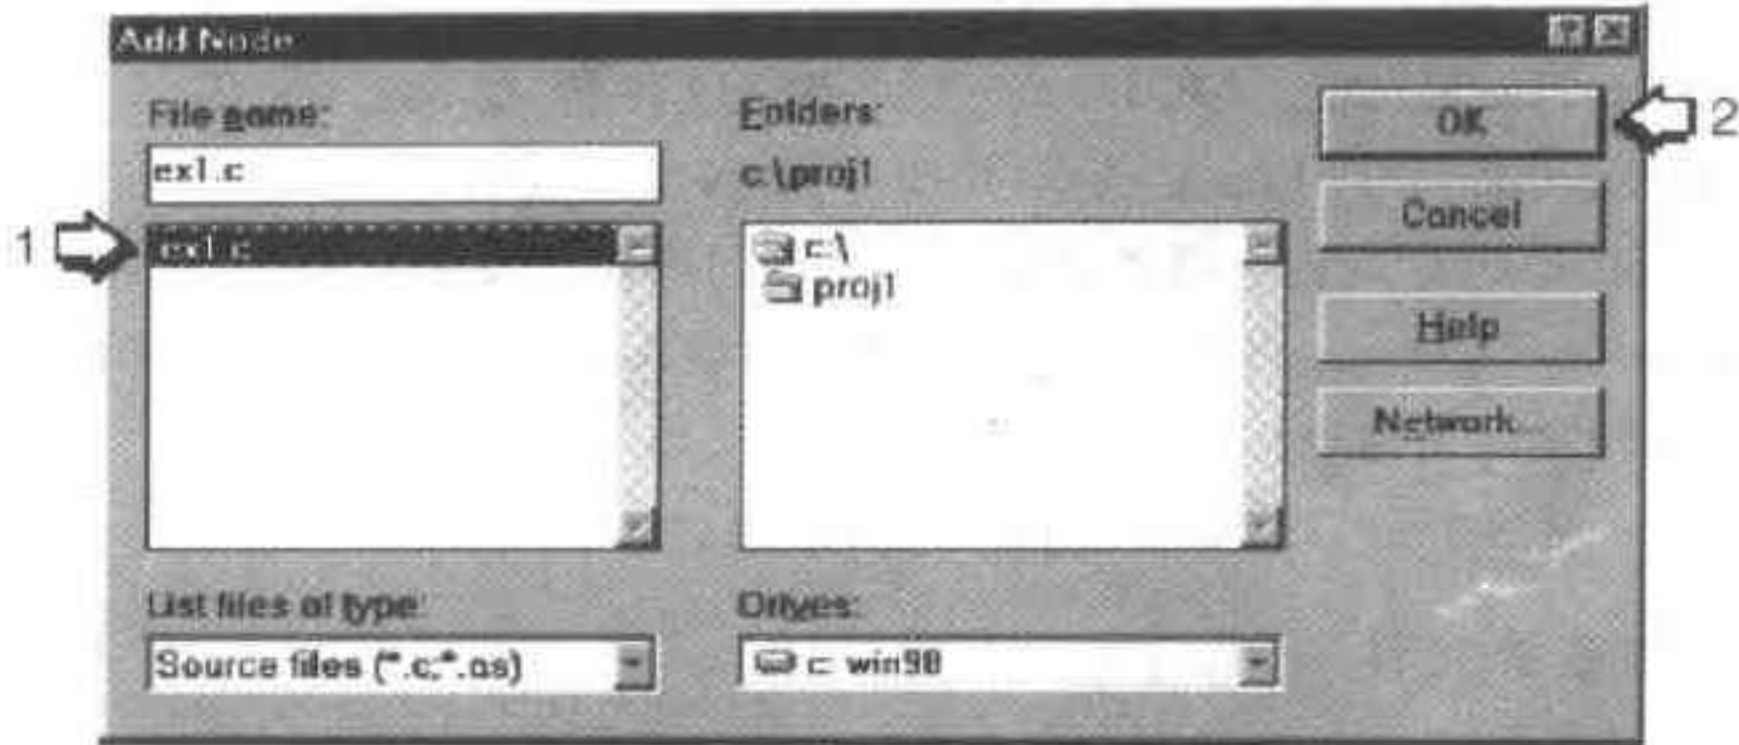 Add Node
File name:
ex1.c
1
ex1.c
List files of type:
Source files (*.c;*.as)
Folders:
c:\proj1
c:\
proj1
Drives:
c: win98
OK
2
Cancel
Help
Network...